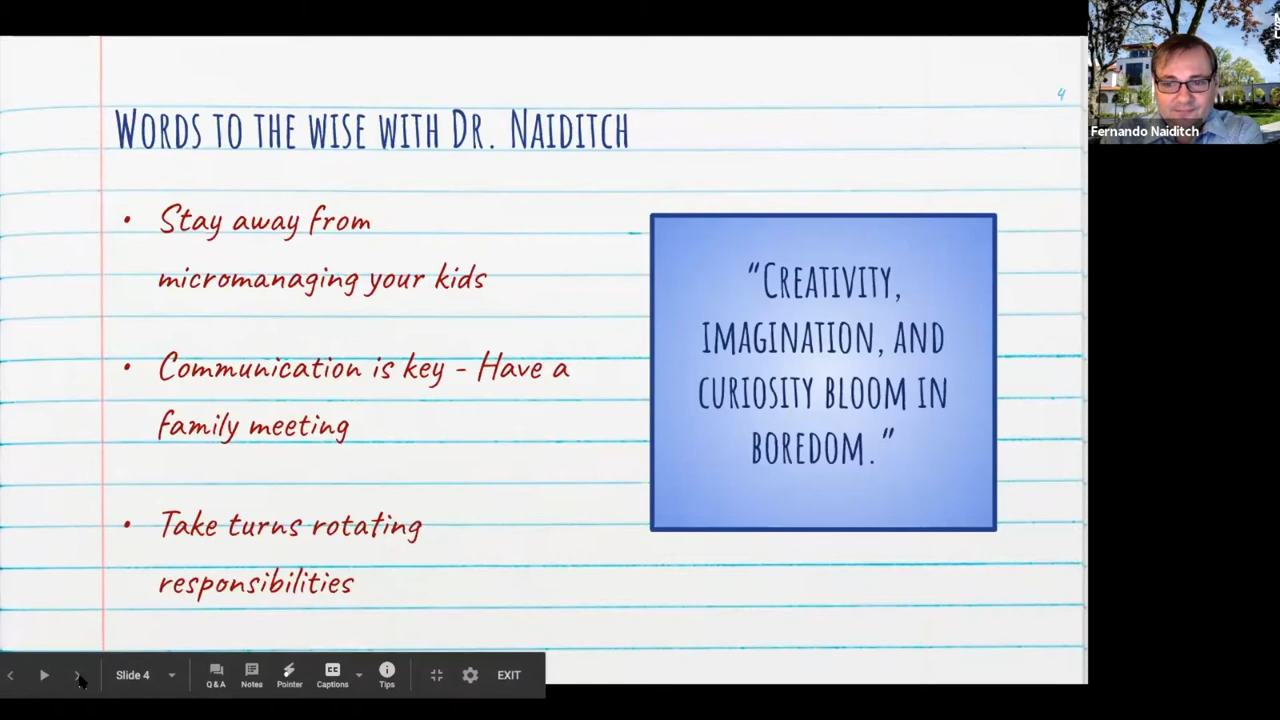 Fernando Naiditch
4
WORDS TO THE WISE WITH DR. NAIDITCH
• Stay away from
micromanaging your kids
• Communication is key - Have a
family meeting
• Take turns rotating
responsibilities
“CREATIVITY,
IMAGINATION, AND
CURIOSITY BLOOM IN
BOREDOM.”
Slide 4
Q & A
Notes
Pointer
CC
Captions
Tips
EXIT